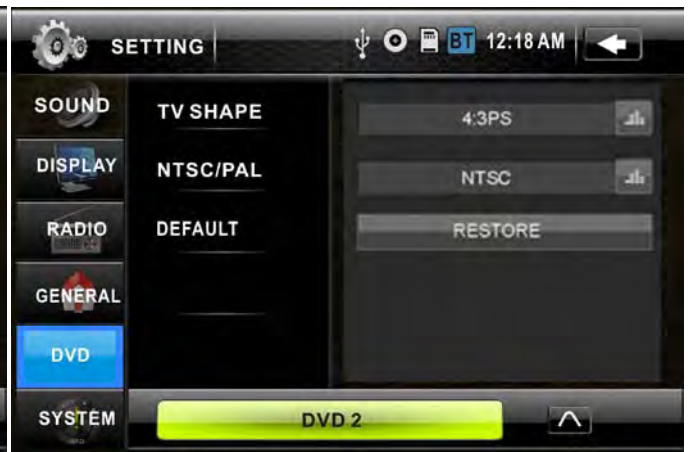 SETTING BT 12:18 AM
SOUND
DISPLAY
RADIO
GENERAL
DVD
SYSTEM
TV SHAPE 4:3PS
NTSC/PAL NTSC
DEFAULT RESTORE
DVD 2